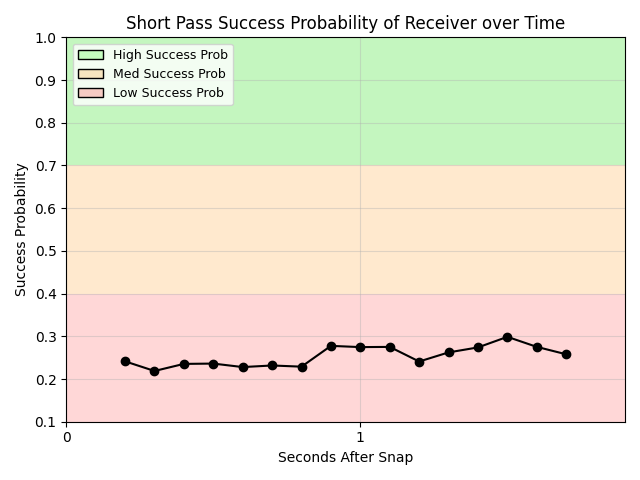 Short Pass Success Probability of Receiver over Time
High Success Prob
Med Success Prob
Low Success Prob
Success Probability
1.0
0.9
0.8
0.7
0.6
0.5
0.4
0.3
0.2
0.1
0 1
Seconds After Snap